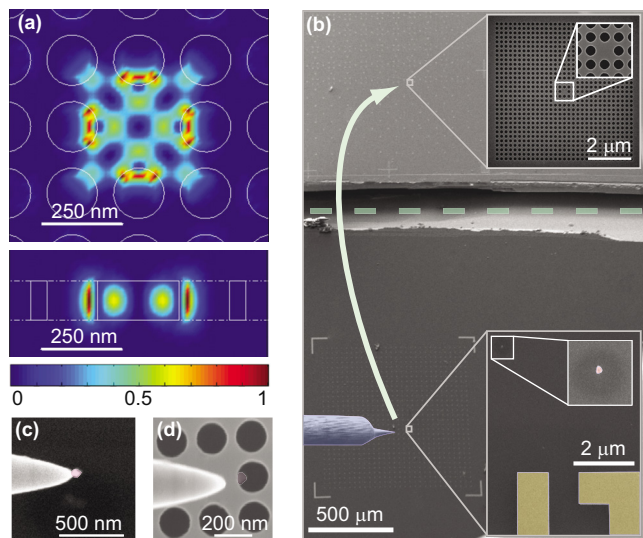 (a)
250 nm
250 nm
0 0.5 1
(b)
2 μm
2 μm
500 μm
(c)
500 nm
(d)
200 nm